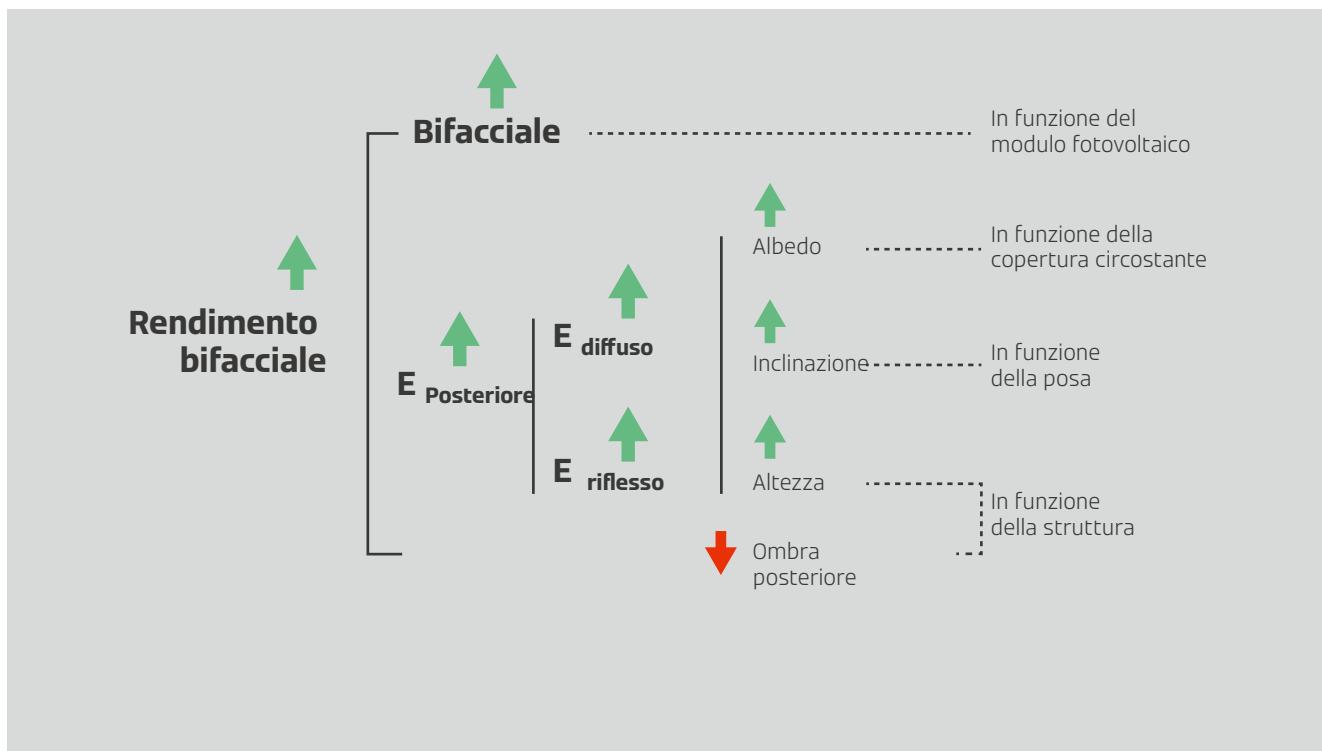 Bifacciale
In funzione del
modulo fotovoltaico
Rendimento
bifacciale
E Posteriore
E diffuso
E riflesso
Albedo
In funzione della
copertura circostante
Inclinazione
In funzione
della posa
Altezza
In funzione
della struttura
Ombra
posteriore